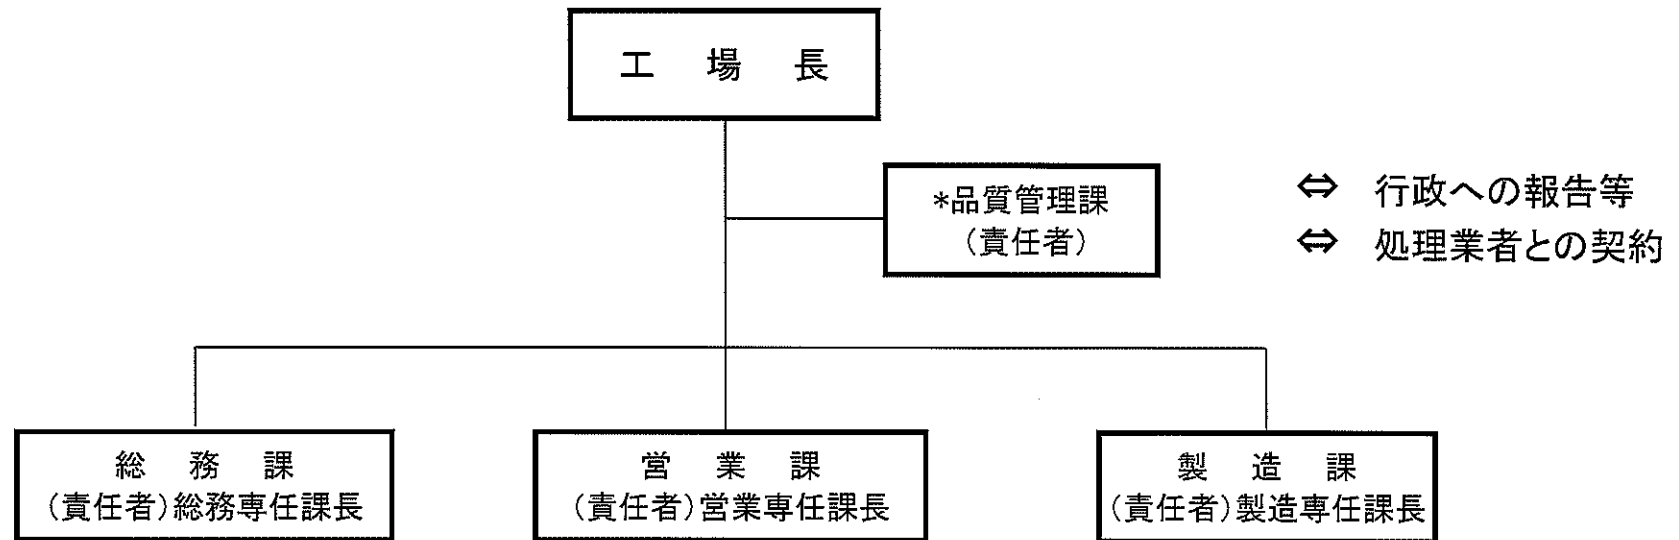 工 場 長
*品質管理課
(責任者)
⇔ 行政への報告等
⇔ 処理業者との契約
総 務 課
(責任者)総務専任課長
営 業 課
(責任者)営業専任課長
製 造 課
(責任者)製造専任課長